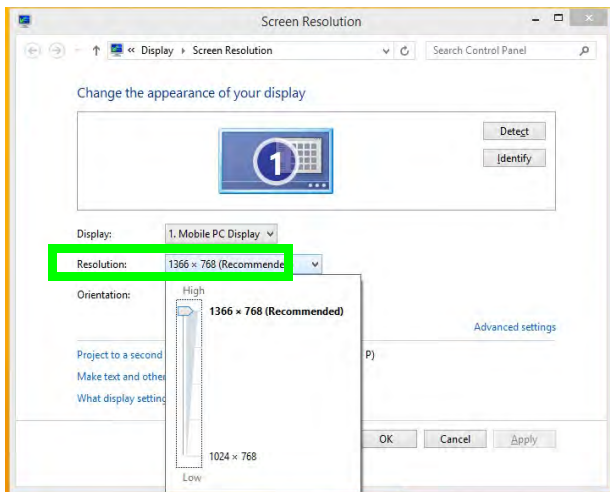 Screen Resolution
« Display Screen Resolution
Search Control Panel
Change the appearance of your display
1
Detect
Identify
Display: 1. Mobile PC Display
Resolution: 1366 × 768 (Recommende
Orientation:
High
1366 × 768 (Recommended)
Advanced settings
Project to a second P)
Make text and other
What display setting
OK Cancel Apply
1024 × 768
Low